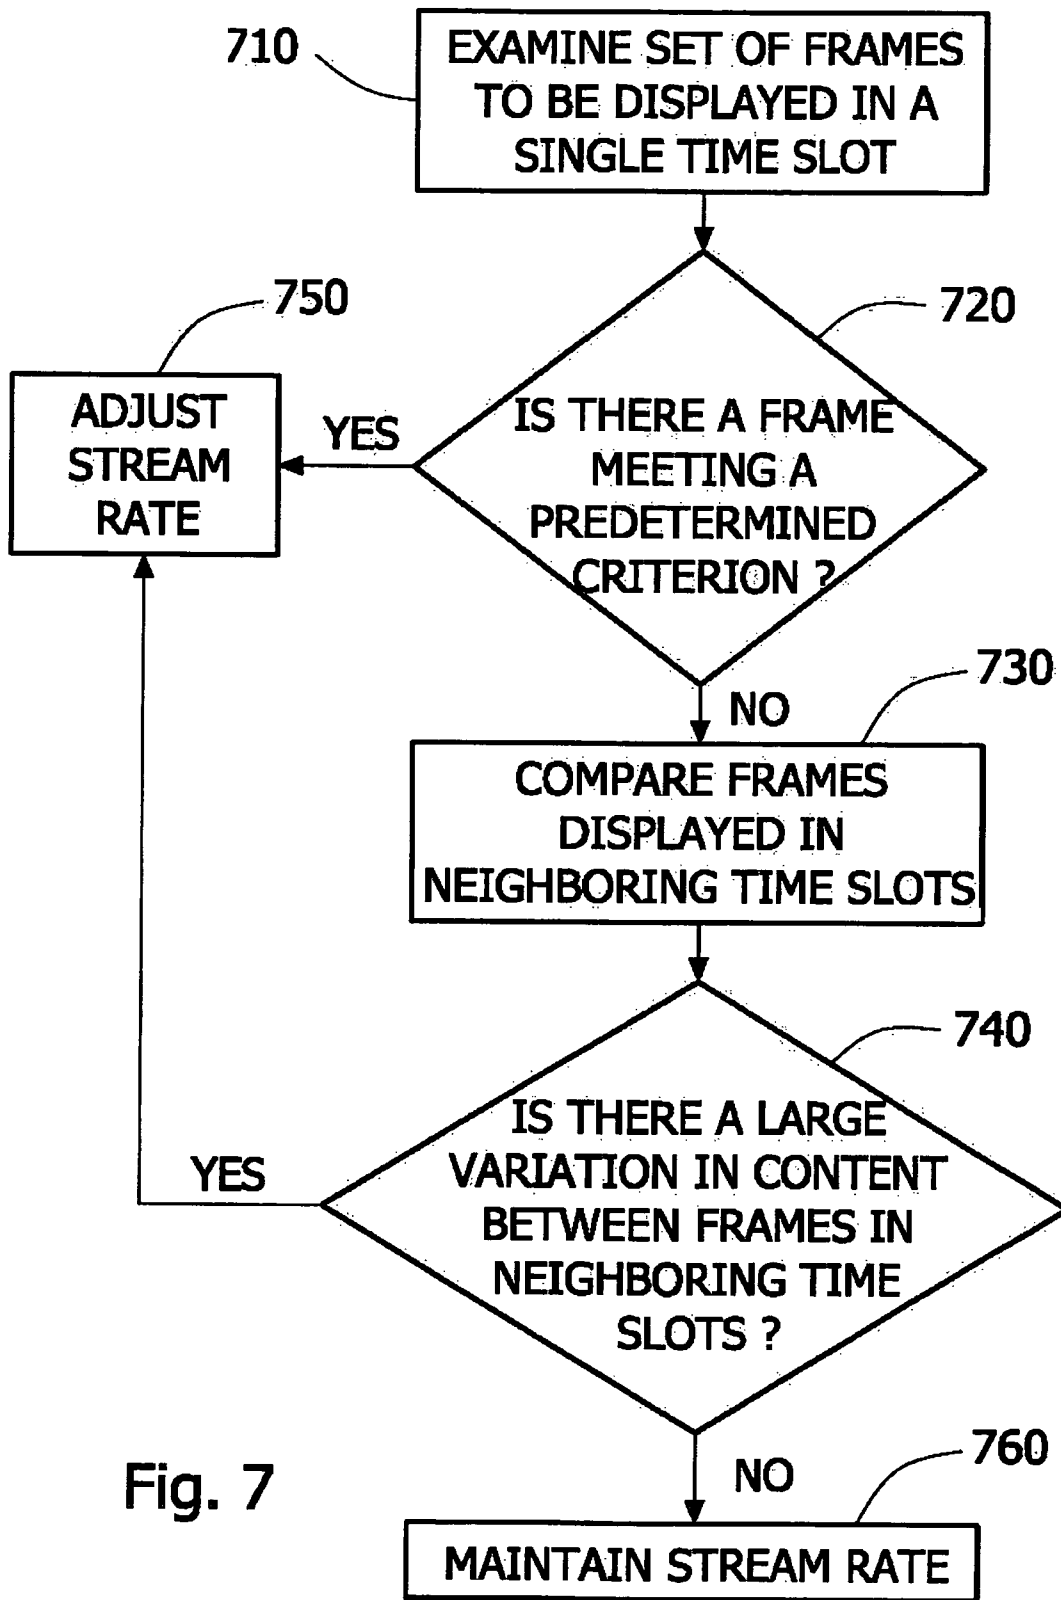 710
EXAMINE SET OF FRAMES
TO BE DISPLAYED IN A
SINGLE TIME SLOT
750
720
ADJUST
STREAM
RATE
YES
IS THERE A FRAME
MEETING A
PREDETERMINED
CRITERION ?
730
NO
COMPARE FRAMES
DISPLAYED IN
NEIGHBORING TIME SLOTS
740
IS THERE A LARGE
VARIATION IN CONTENT
BETWEEN FRAMES IN
NEIGHBORING TIME
SLOTS ?
YES
760
NO
Fig. 7
MAINTAIN STREAM RATE